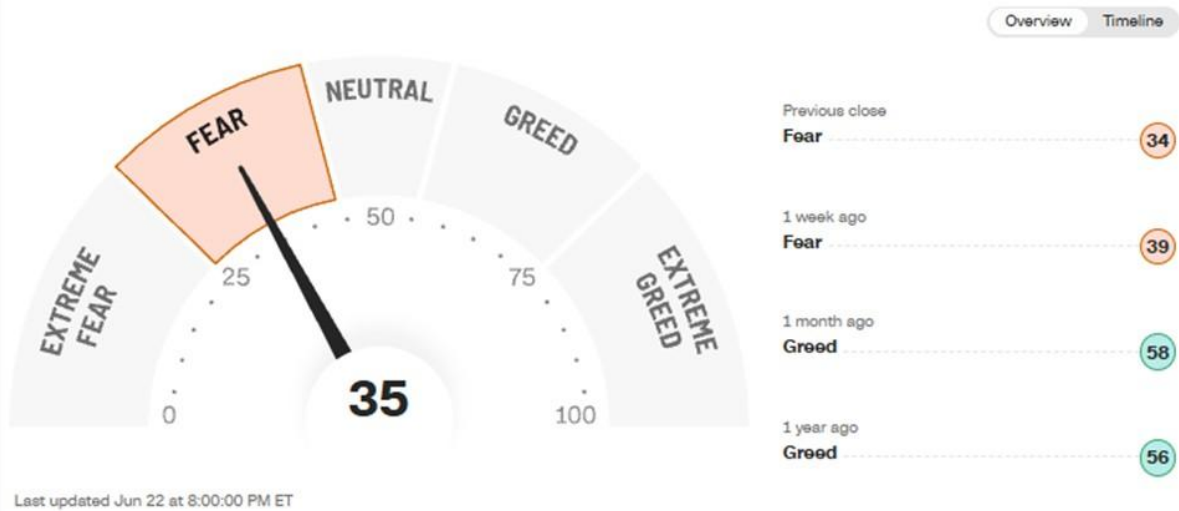 Overview Timeline
EXTREME
FEAR
FEAR
NEUTRAL
GREED
EXTREME
GREED
0
25
50
75
100
35
Previous close
Fear 34
1 week ago
Fear 39
1 month ago
Greed 58
1 year ago
Greed 56
Last updated Jun 22 at 8:00:00 PM ET